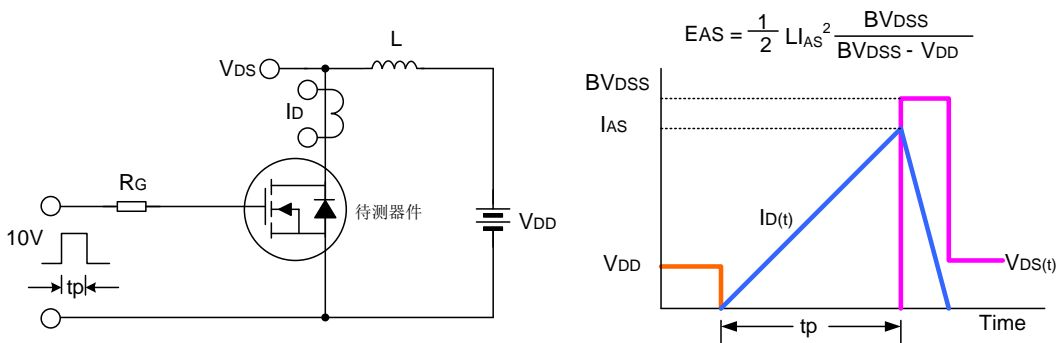 VDS
L
ID
RG
待测器件
VDD
10V
tp
EAS = 1/2 LIAS² BVDSS / BVDSS - VDD
BVDSS
IAS
ID(t)
VDD
VDS(t)
tp
Time